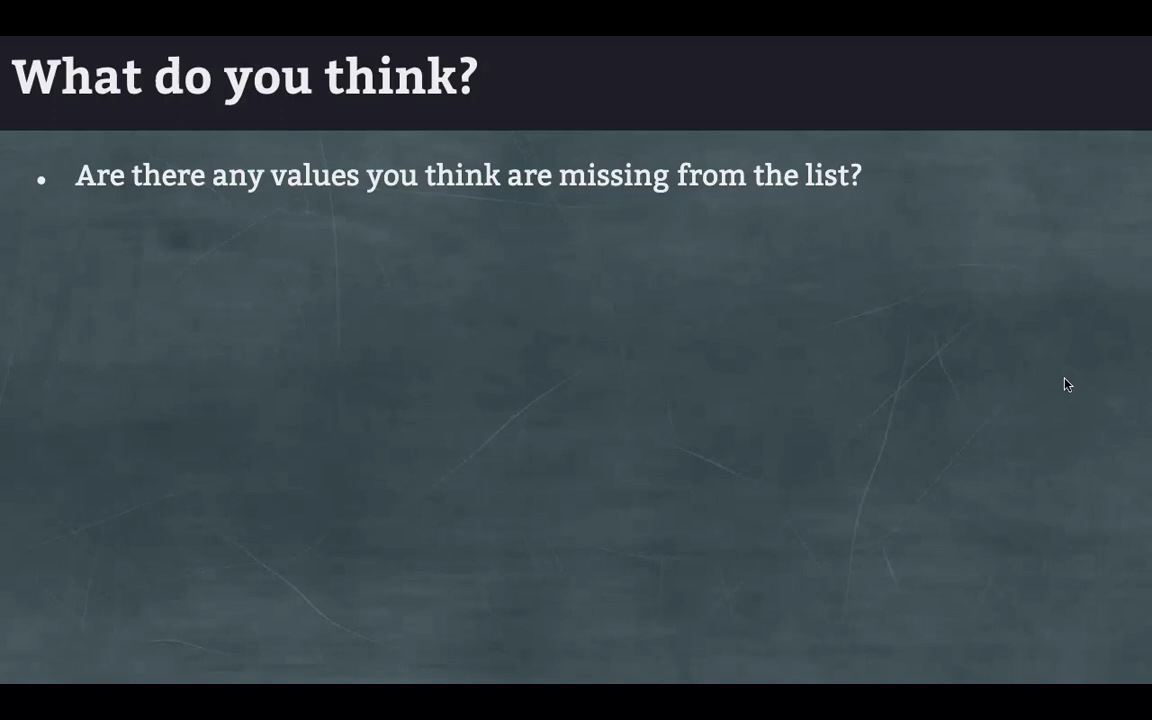 What do you think?
• Are there any values you think are missing from the list?